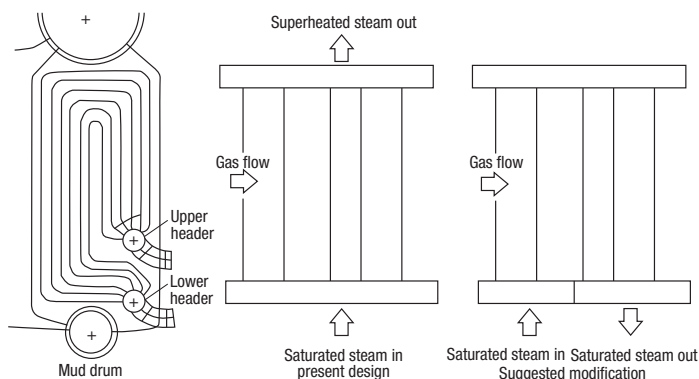 Superheated steam out
Gas flow
Gas flow
Upper
header
Lower
header
Mud drum
Saturated steam in
present design
Saturated steam in Saturated steam out
Suggested modification